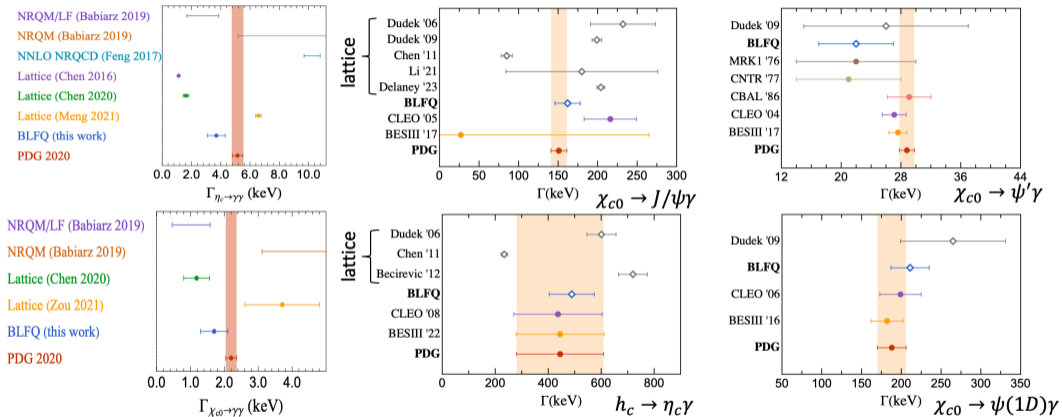 NRQM/LF (Babiarz 2019)
NRQM (Babiarz 2019)
NNLO NRQCD (Feng 2017)
Lattice (Chen 2016)
Lattice (Chen 2020)
Lattice (Meng 2021)
BLFQ (this work)
PDG 2020
0 2 4 6 8 10
Γηc→γγ (keV)
lattice
Dudek '06
Dudek '09
Chen '11
Li '21
Delaney '23
BLFQ
CLEO '05
BESIII '17
PDG
0 50 100 150 200 250 300
Γ(keV)
χc0 → J/ψγ
Dudek '09
BLFQ
MRK1 '76
CNTR '77
CBAL '86
CLEO '04
BESIII '17
PDG
12 20 28 36 44
Γ(keV)
χc0 → ψ'γ
NRQM/LF (Babiarz 2019)
NRQM (Babiarz 2019)
Lattice (Chen 2020)
Lattice (Zou 2021)
BLFQ (this work)
PDG 2020
0.0 1.0 2.0 3.0 4.0
Γχc0→γγ (keV)
lattice
Dudek '06
Chen '11
Becirevic '12
BLFQ
CLEO '08
BESIII '22
PDG
0 200 400 600 800
Γ(keV)
hc → ηcγ
Dudek '09
BLFQ
CLEO '06
BESIII '16
PDG
50 100 150 200 250 300 350
Γ(keV)
χc0 → ψ(1D)γ